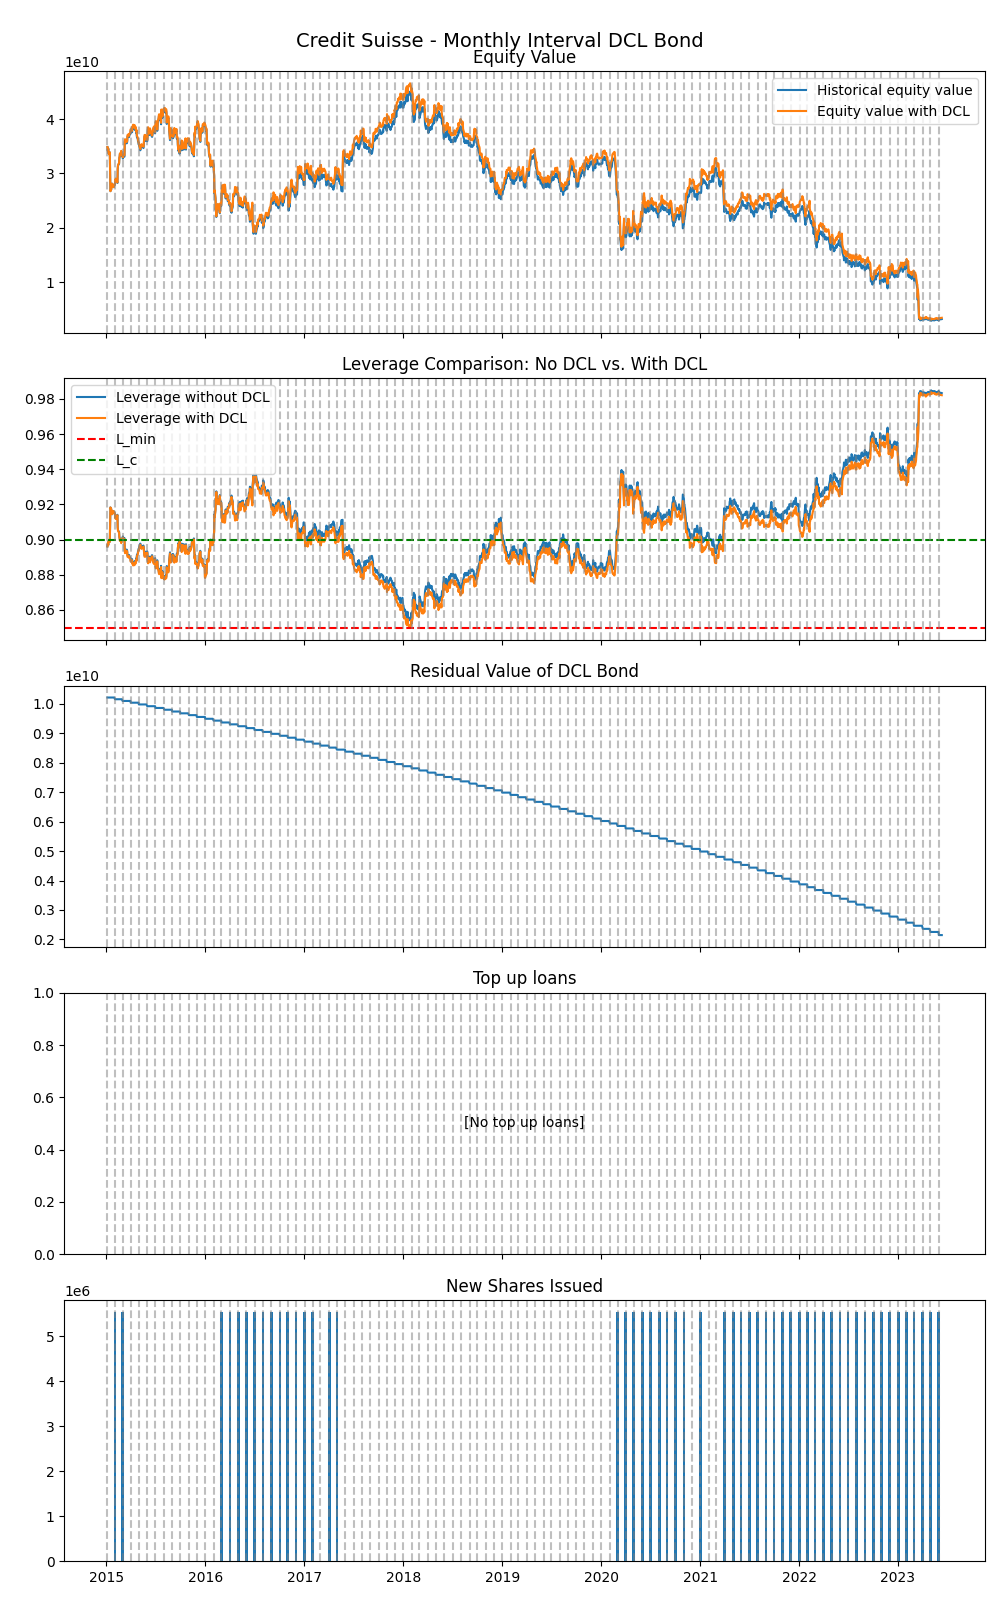 Credit Suisse - Monthly Interval DCL Bond
Equity Value
1e10
Historical equity value
Equity value with DCL
4
3
2
1
Leverage Comparison: No DCL vs. With DCL
Leverage without DCL
Leverage with DCL
L_min
L_c
0.98
0.96
0.94
0.92
0.90
0.88
0.86
Residual Value of DCL Bond
1e10
1.0
0.9
0.8
0.7
0.6
0.5
0.4
0.3
0.2
Top up loans
1.0
0.8
0.6
[No top up loans]
0.4
0.2
0.0
New Shares Issued
1e6
5
4
3
2
1
0
2015 2016 2017 2018 2019 2020 2021 2022 2023